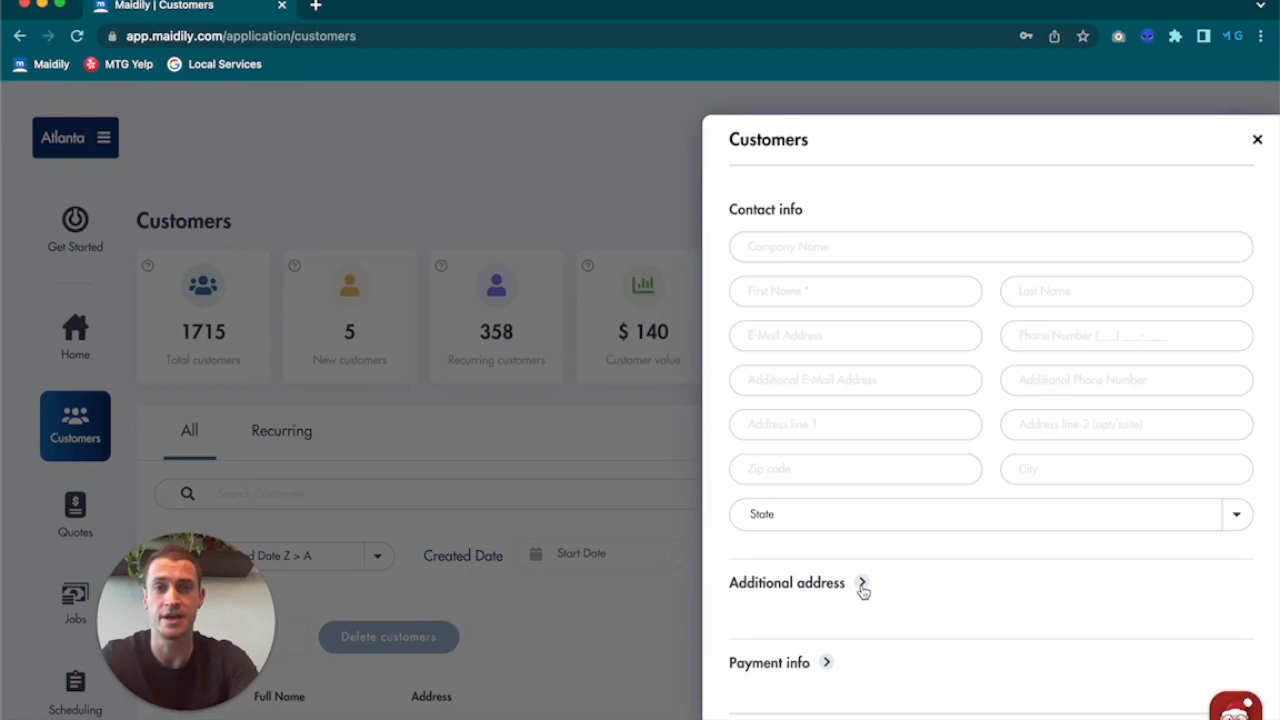 Maidily | Customers
app.maidily.com/application/customers
Maidily
MTG Yelp
Local Services
Atlanta
Get Started
Home
Customers
Quotes
Jobs
Scheduling
Customers
1715
Total customers
5
New customers
358
Recurring customers
$ 140
Customer value
All
Recurring
Search Customers
d Date Z > A
Created Date
Start Date
Delete customers
Full Name
Address
Customers
Contact info
Company Name
First Name *
Last Name
E-Mail Address
Phone Number (___) ___-____
Additional E-Mail Address
Additional Phone Number
Address line 1
Address line 2 (apt/suite)
Zip code
City
State
Additional address
Payment info